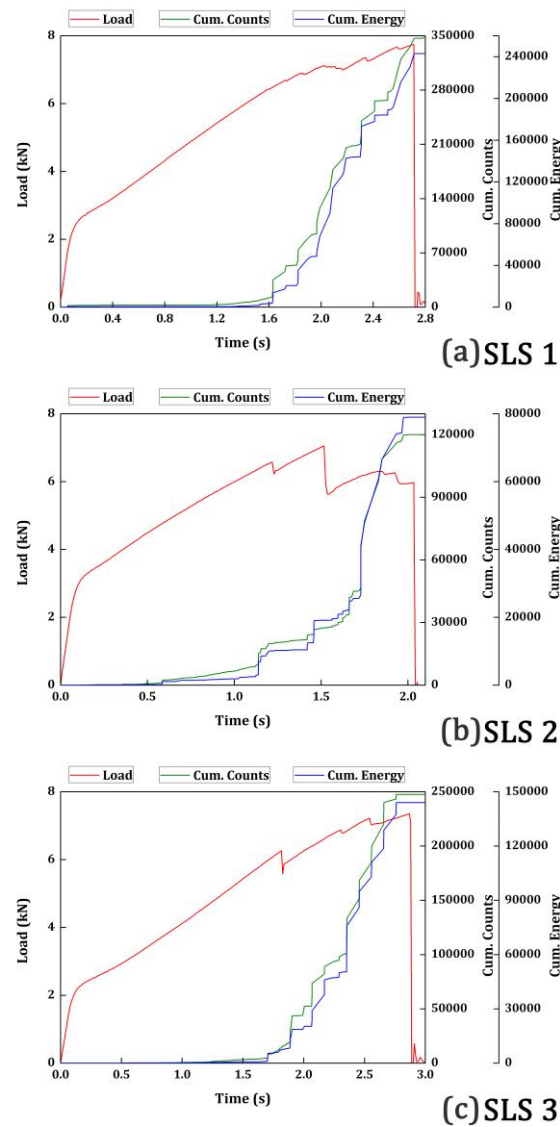 Load Cum. Counts Cum. Energy
8 350000
240000
280000
6 200000
210000 160000
4
120000
140000
80000
2
70000
40000
0 0 0
0.0 0.4 0.8 1.2 1.6 2.0 2.4 2.8
Load (kN)
Cum. Counts
Cum. Energy
Time (s)
(a) SLS 1
Load Cum. Counts Cum. Energy
8 80000
120000
6 90000 60000
4 60000 40000
2 30000 20000
0 0 0
0.0 0.5 1.0 1.5 2.0
Load (kN)
Cum. Counts
Cum. Energy
Time (s)
(b) SLS 2
Load Cum. Counts Cum. Energy
8 250000 150000
200000 120000
6
150000 90000
4
100000 60000
2 50000 30000
0 0 0
0.0 0.5 1.0 1.5 2.0 2.5 3.0
Load (kN)
Cum. Counts
Cum. Energy
Time (s)
(c) SLS 3